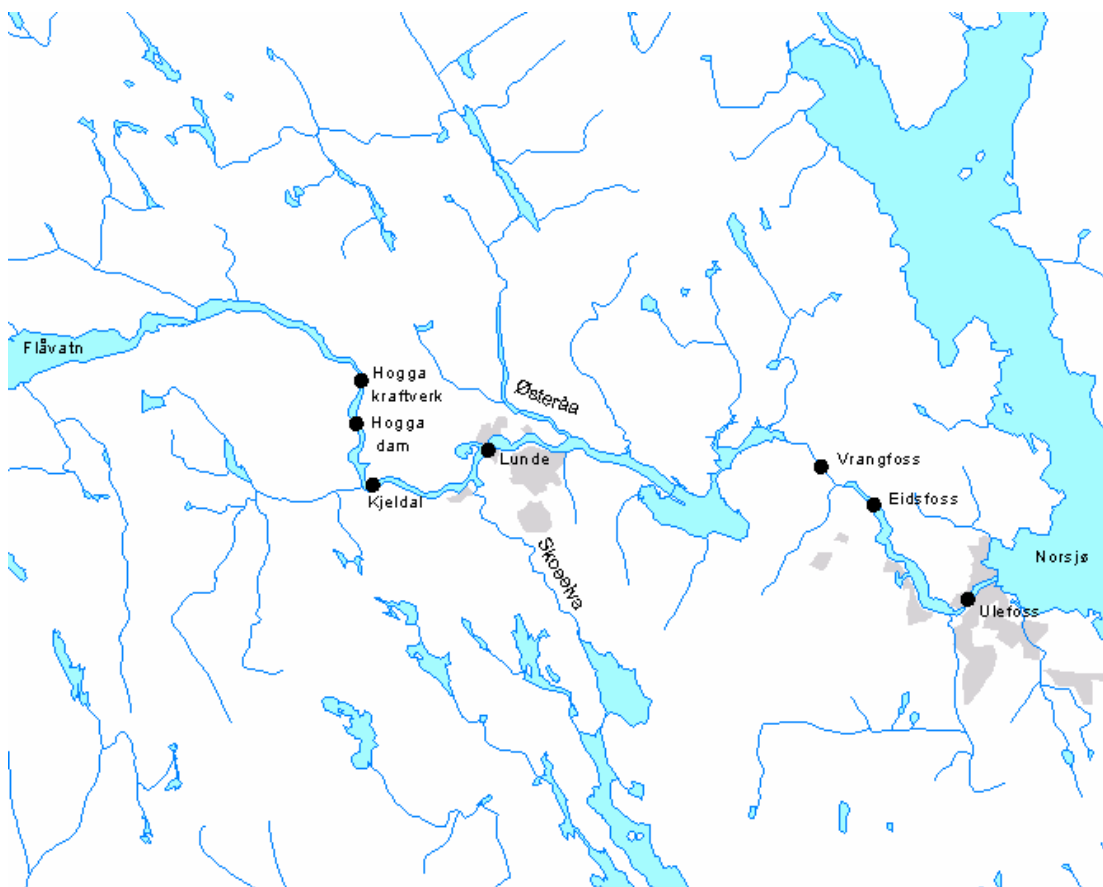 Flåvatn
Hogga
kraftverk
Hogga
dam
Kjeldal
Lunde
Østeråa
Skoeelva
Vrangfoss
Eidsfoss
Norsjø
Ulefoss